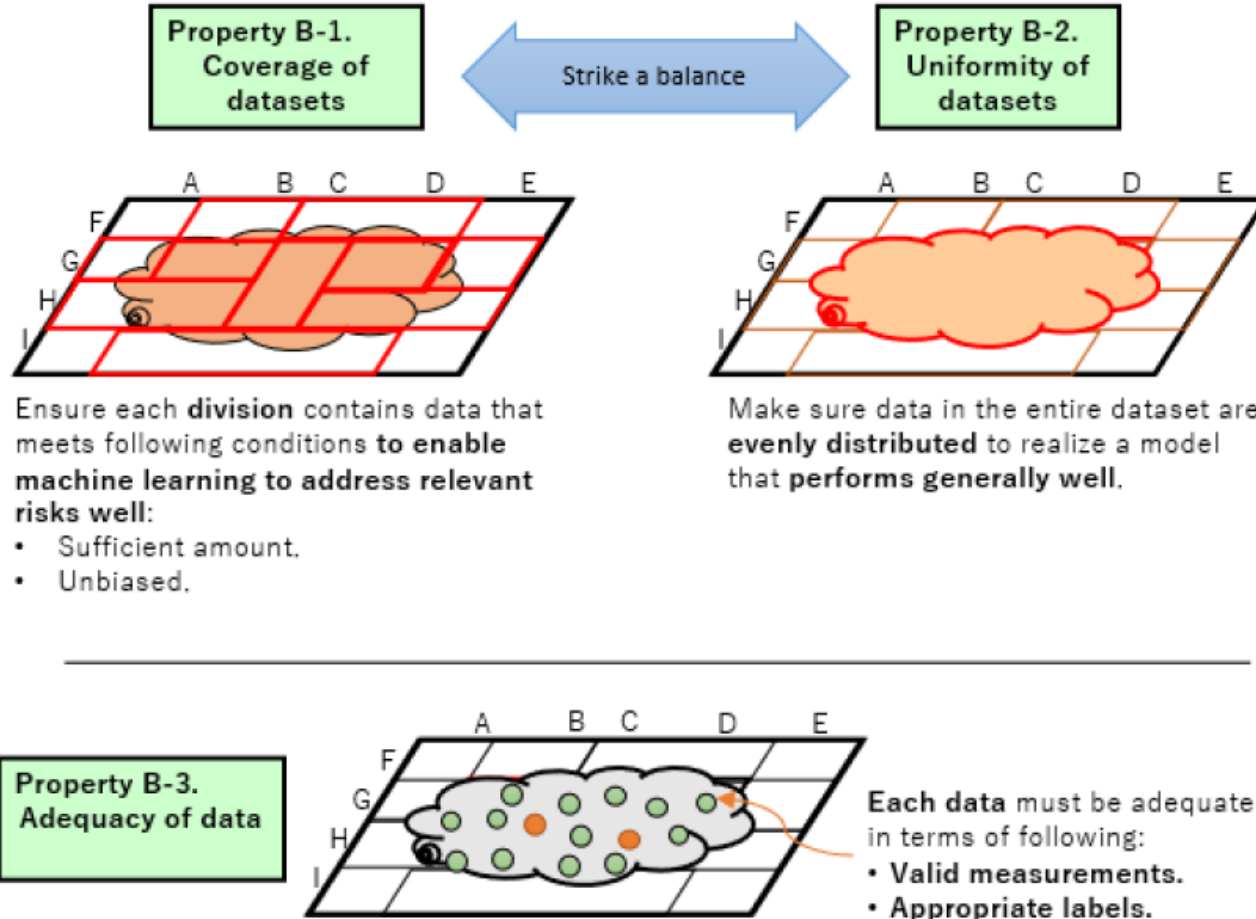 Property B-1.
Coverage of
datasets
Strike a balance
Property B-2.
Uniformity of
datasets
A B C D E
F
G
H
I
A B C D E
F
G
H
I
Ensure each division contains data that
meets following conditions to enable
machine learning to address relevant
risks well:
• Sufficient amount.
• Unbiased.
Make sure data in the entire dataset are
evenly distributed to realize a model
that performs generally well.
Property B-3.
Adequacy of data
A B C D E
F
G
H
I
Each data must be adequate
in terms of following:
• Valid measurements.
• Appropriate labels.